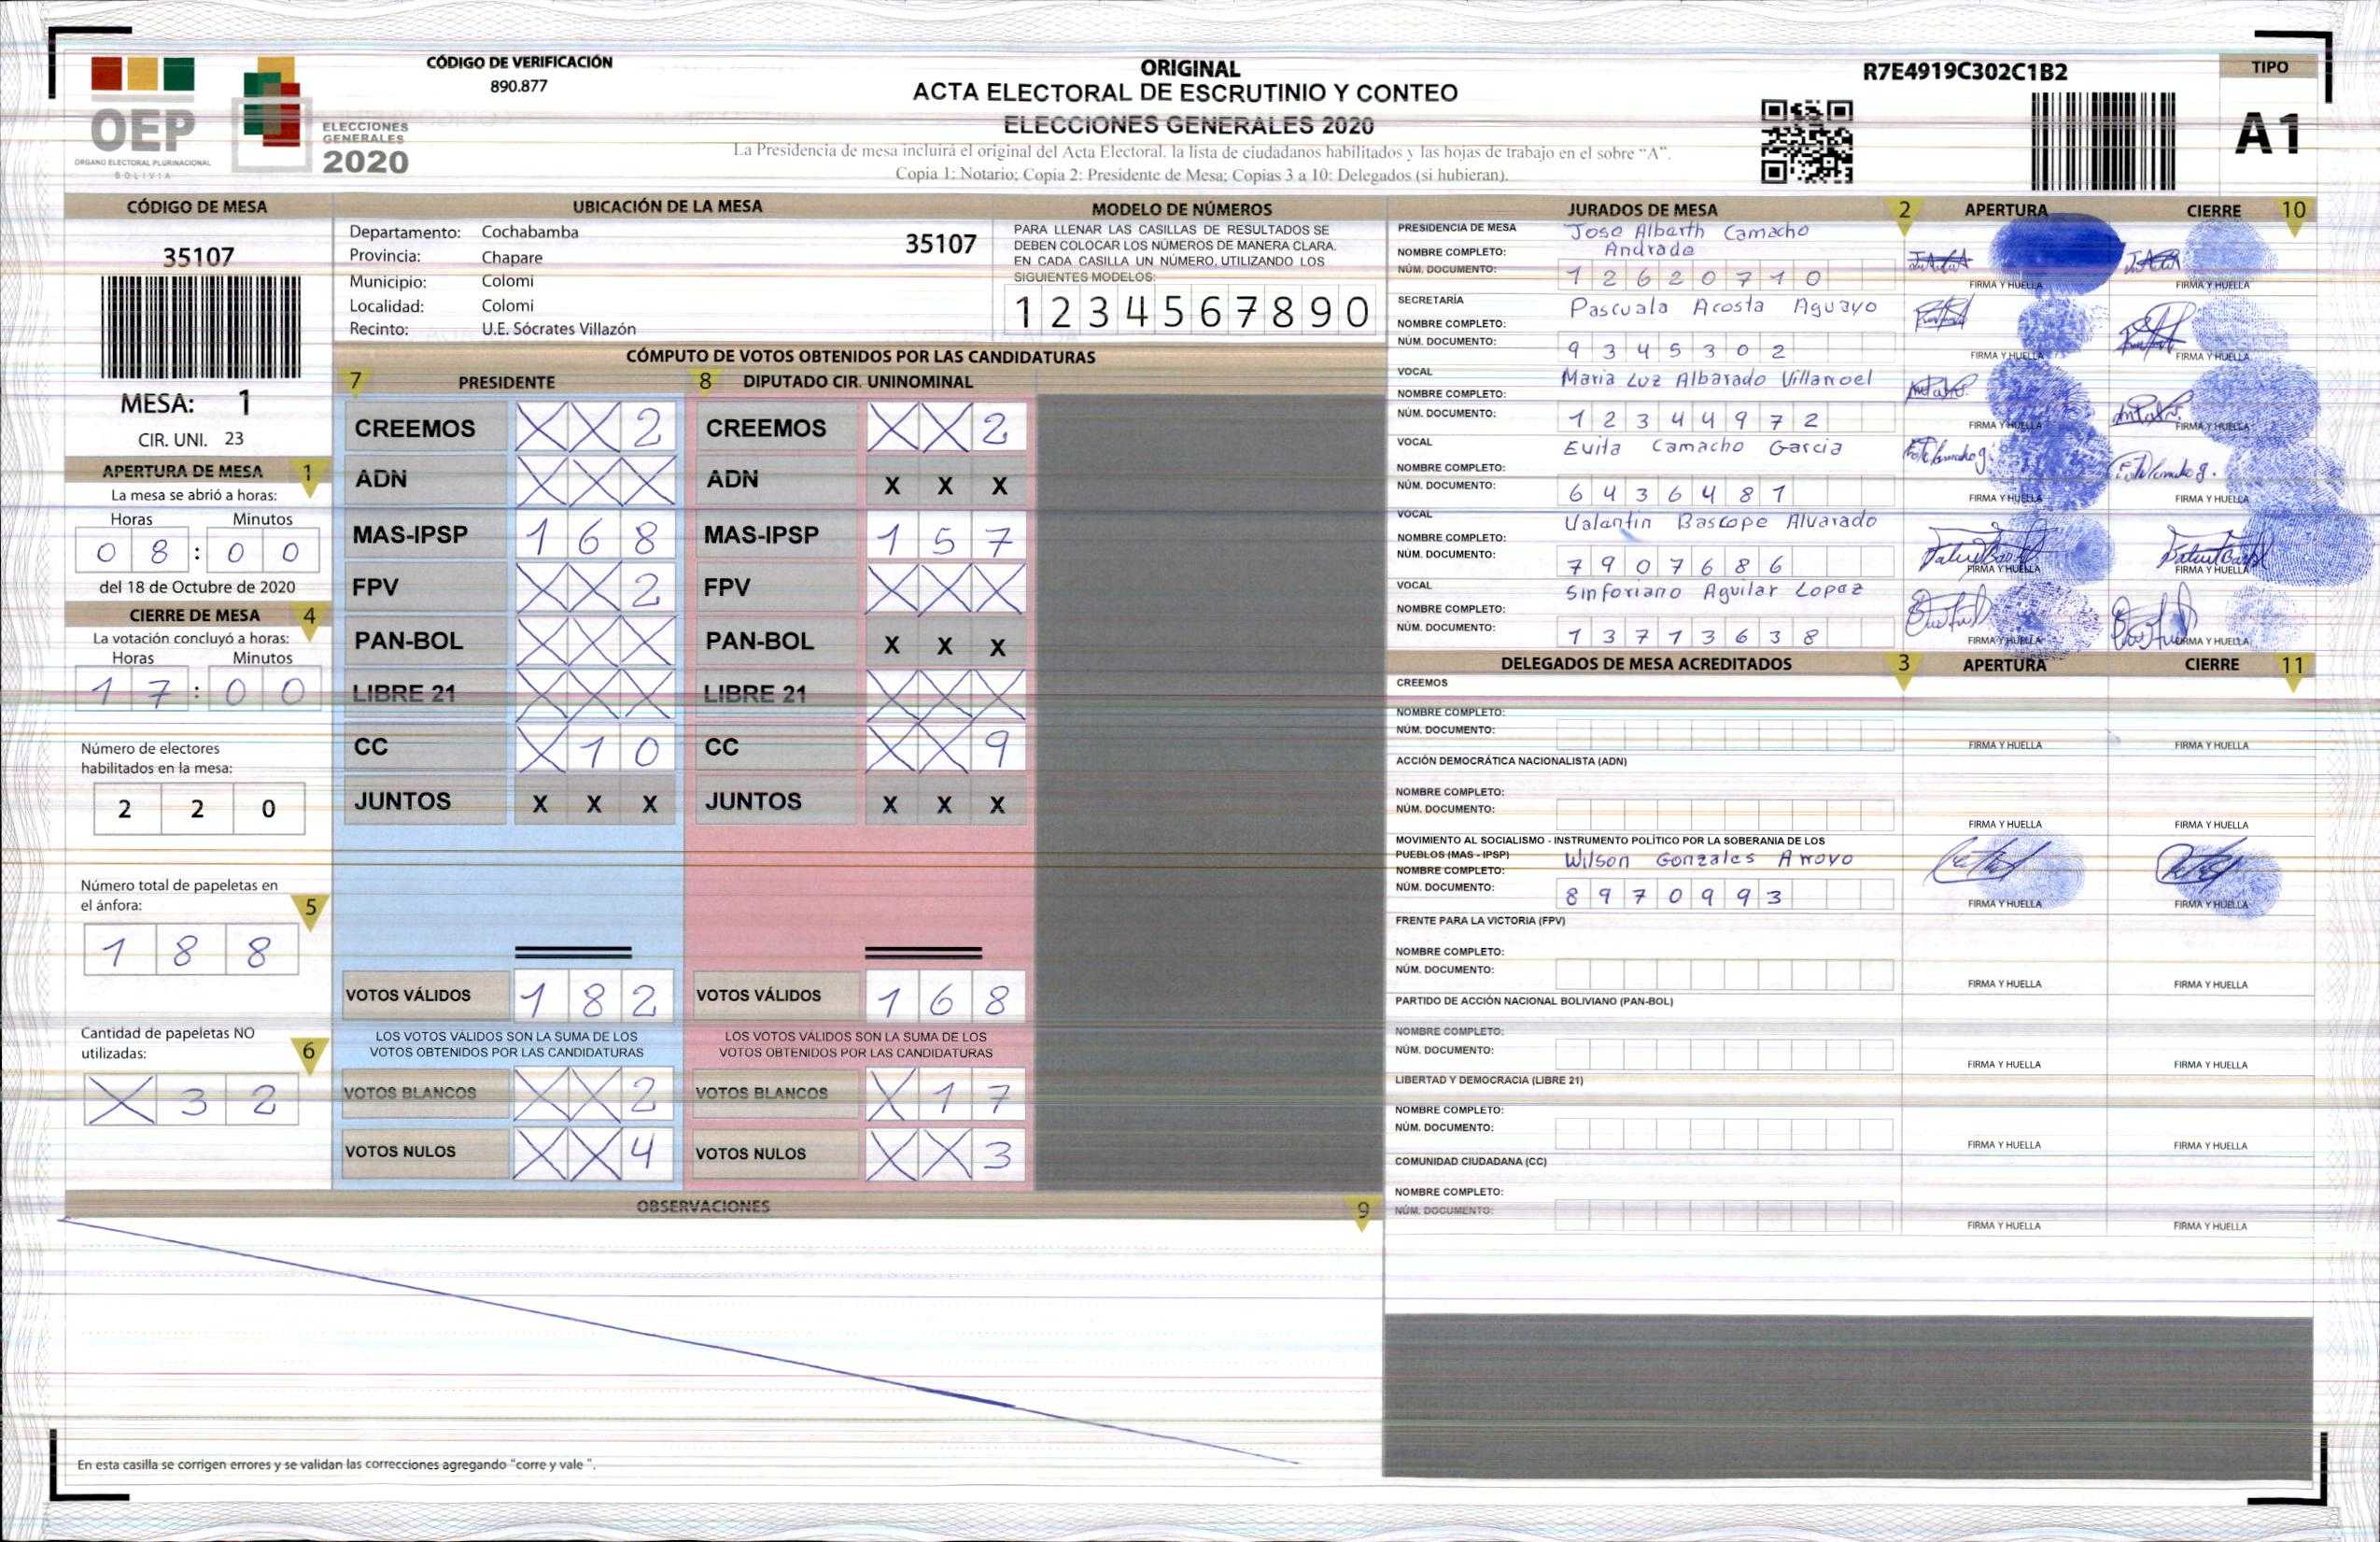 CÓDIGO DE VERIFICACIÓN
890.877
ORIGINAL
ACTA ELECTORAL DE ESCRUTINIO Y CONTEO
ELECCIONES GENERALES 2020
La Presidencia de mesa incluirá el original del Acta Electoral, la lista de ciudadanos habilitados y las hojas de trabajo en el sobre "A".
Copia 1: Notario; Copia 2: Presidente de Mesa; Copias 3 a 10: Delegados (si hubieran).
R7E4919C302C1B2
TIPO
A1
OEP
ÓRGANO ELECTORAL PLURINACIONAL
BOLIVIA
ELECCIONES
GENERALES
2020
CÓDIGO DE MESA
35107
MESA: 1
CIR. UNI. 23
APERTURA DE MESA 1
La mesa se abrió a horas:
Horas Minutos
0 8 : 0 0
del 18 de Octubre de 2020
CIERRE DE MESA 4
La votación concluyó a horas:
Horas Minutos
1 7 : 0 0
Número de electores
habilitados en la mesa:
2 2 0
Número total de papeletas en
el ánfora: 5
1 8 8
Cantidad de papeletas NO
utilizadas: 6
X 3 2
UBICACIÓN DE LA MESA
Departamento: Cochabamba
Provincia: Chapare
Municipio: Colomi
Localidad: Colomi
Recinto: U.E. Sócrates Villazón
35107
MODELO DE NÚMEROS
PARA LLENAR LAS CASILLAS DE RESULTADOS SE
DEBEN COLOCAR LOS NÚMEROS DE MANERA CLARA.
EN CADA CASILLA UN NÚMERO, UTILIZANDO LOS
SIGUIENTES MODELOS:
1 2 3 4 5 6 7 8 9 0
CÓMPUTO DE VOTOS OBTENIDOS POR LAS CANDIDATURAS
7 PRESIDENTE 8 DIPUTADO CIR. UNINOMINAL
CREEMOS X X 2 CREEMOS X X 2
ADN X X X ADN X X X
MAS-IPSP 1 6 8 MAS-IPSP 1 5 7
FPV X X 2 FPV X X X
PAN-BOL X X X PAN-BOL X X X
LIBRE 21 X X X LIBRE 21 X X X
CC X 1 0 CC X X 9
JUNTOS X X X JUNTOS X X X
VOTOS VÁLIDOS 1 8 2 VOTOS VÁLIDOS 1 6 8
LOS VOTOS VÁLIDOS SON LA SUMA DE LOS LOS VOTOS VÁLIDOS SON LA SUMA DE LOS
VOTOS OBTENIDOS POR LAS CANDIDATURAS VOTOS OBTENIDOS POR LAS CANDIDATURAS
VOTOS BLANCOS X X 2 VOTOS BLANCOS X 1 7
VOTOS NULOS X X 4 VOTOS NULOS X X 3
OBSERVACIONES 9
En esta casilla se corrigen errores y se validan las correcciones agregando "corre y vale ".
JURADOS DE MESA 2 APERTURA CIERRE 10
PRESIDENCIA DE MESA Jose Alberth Camacho
NOMBRE COMPLETO: Andrade
NÚM. DOCUMENTO: 1 2 6 2 0 7 1 0
FIRMA Y HUELLA FIRMA Y HUELLA
SECRETARÍA Pascuala Acosta Aguayo
NOMBRE COMPLETO:
NÚM. DOCUMENTO: 9 3 4 5 3 0 2
FIRMA Y HUELLA FIRMA Y HUELLA
VOCAL Maria Luz Albarado Villarroel
NOMBRE COMPLETO:
NÚM. DOCUMENTO: 1 2 3 4 4 9 7 2
FIRMA Y HUELLA FIRMA Y HUELLA
VOCAL Evita Camacho Garcia
NOMBRE COMPLETO:
NÚM. DOCUMENTO: 6 4 3 6 4 8 1
FIRMA Y HUELLA FIRMA Y HUELLA
VOCAL Valantin Bascope Alvarado
NOMBRE COMPLETO:
NÚM. DOCUMENTO: 7 9 0 7 6 8 6
FIRMA Y HUELLA FIRMA Y HUELLA
VOCAL Sinforiano Aguilar Lopez
NOMBRE COMPLETO:
NÚM. DOCUMENTO: 1 3 7 1 3 6 3 8
FIRMA Y HUELLA FIRMA Y HUELLA
DELEGADOS DE MESA ACREDITADOS 3 APERTURA CIERRE 11
CREEMOS
NOMBRE COMPLETO:
NÚM. DOCUMENTO:
FIRMA Y HUELLA FIRMA Y HUELLA
ACCIÓN DEMOCRÁTICA NACIONALISTA (ADN)
NOMBRE COMPLETO:
NÚM. DOCUMENTO:
FIRMA Y HUELLA FIRMA Y HUELLA
MOVIMIENTO AL SOCIALISMO - INSTRUMENTO POLÍTICO POR LA SOBERANIA DE LOS
PUEBLOS (MAS - IPSP) Wilson Gonzales Arroyo
NOMBRE COMPLETO:
NÚM. DOCUMENTO: 8 9 7 0 9 9 3
FIRMA Y HUELLA FIRMA Y HUELLA
FRENTE PARA LA VICTORIA (FPV)
NOMBRE COMPLETO:
NÚM. DOCUMENTO:
FIRMA Y HUELLA FIRMA Y HUELLA
PARTIDO DE ACCIÓN NACIONAL BOLIVIANO (PAN-BOL)
NOMBRE COMPLETO:
NÚM. DOCUMENTO:
FIRMA Y HUELLA FIRMA Y HUELLA
LIBERTAD Y DEMOCRACIA (LIBRE 21)
NOMBRE COMPLETO:
NÚM. DOCUMENTO:
FIRMA Y HUELLA FIRMA Y HUELLA
COMUNIDAD CIUDADANA (CC)
NOMBRE COMPLETO:
NÚM. DOCUMENTO:
FIRMA Y HUELLA FIRMA Y HUELLA